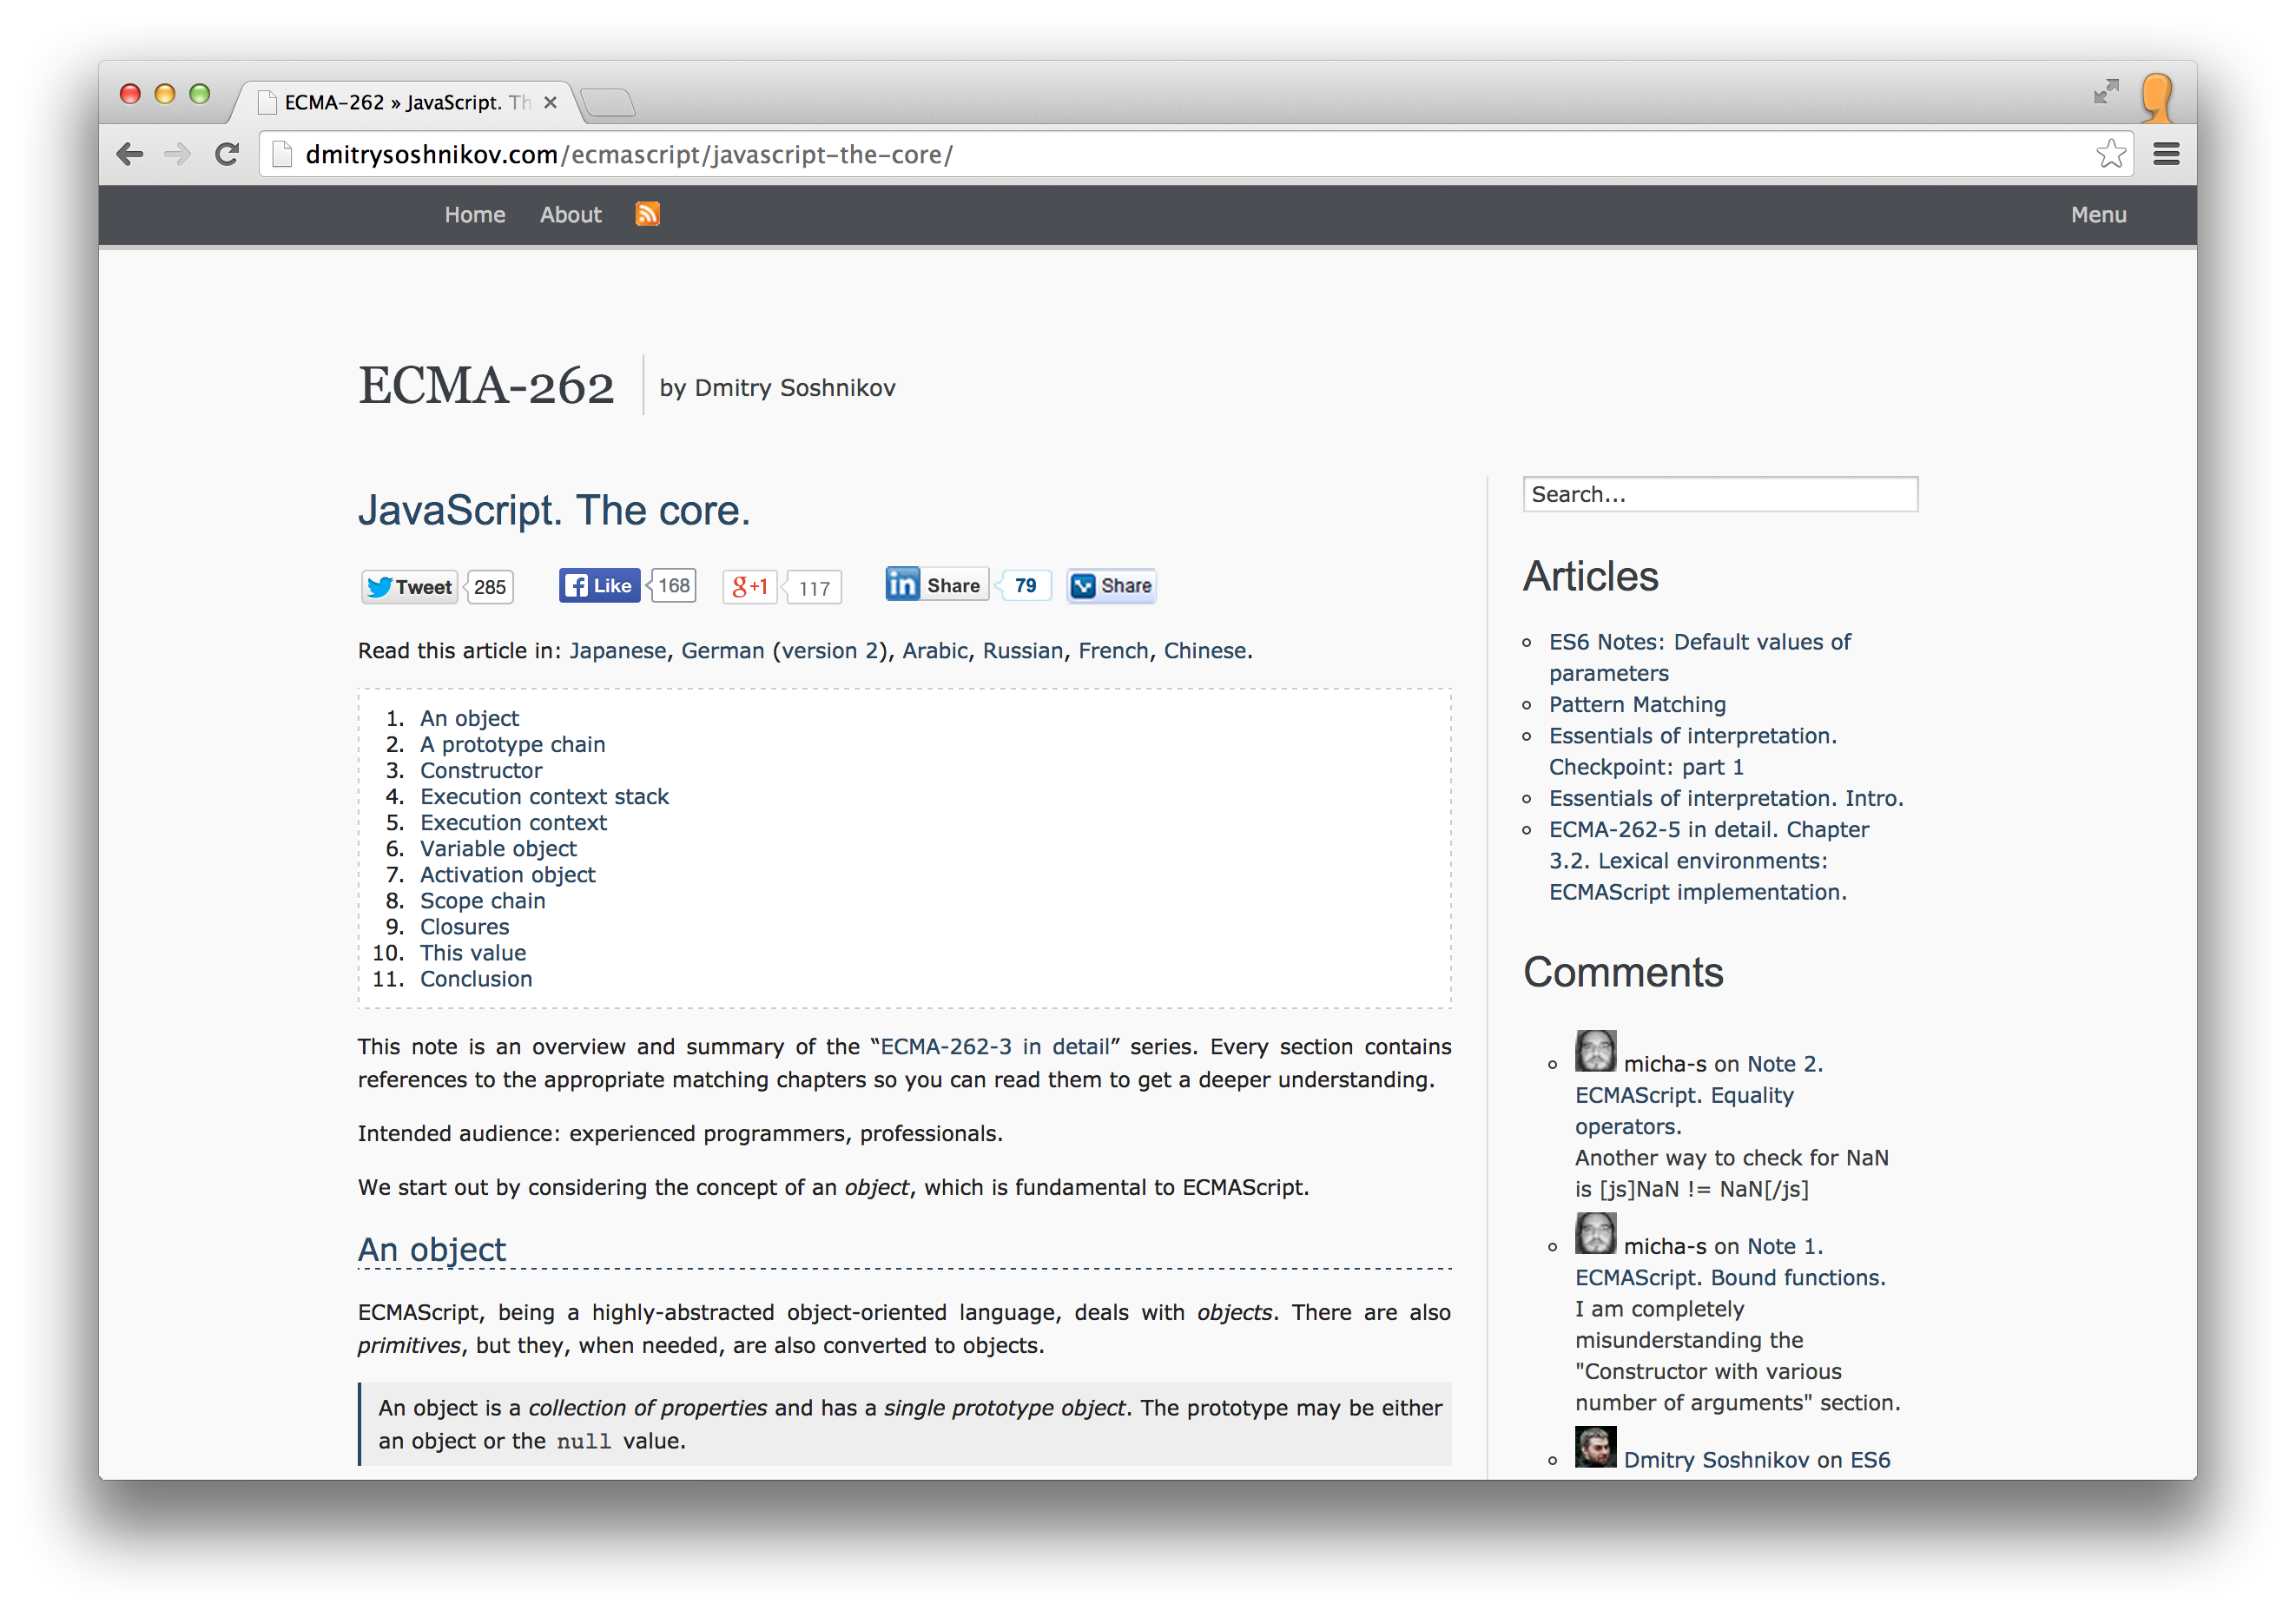 ECMA-262 » JavaScript. Th
dmitrysoshnikov.com/ecmascript/javascript-the-core/
Home About Menu
ECMA-262 by Dmitry Soshnikov
JavaScript. The core.
Tweet 285 Like 168 g+1 117 in Share 79 Share
Read this article in: Japanese, German (version 2), Arabic, Russian, French, Chinese.
1. An object
2. A prototype chain
3. Constructor
4. Execution context stack
5. Execution context
6. Variable object
7. Activation object
8. Scope chain
9. Closures
10. This value
11. Conclusion
This note is an overview and summary of the “ECMA-262-3 in detail” series. Every section contains
references to the appropriate matching chapters so you can read them to get a deeper understanding.
Intended audience: experienced programmers, professionals.
We start out by considering the concept of an object, which is fundamental to ECMAScript.
An object
ECMAScript, being a highly-abstracted object-oriented language, deals with objects. There are also
primitives, but they, when needed, are also converted to objects.
An object is a collection of properties and has a single prototype object. The prototype may be either
an object or the null value.
Search...
Articles
ES6 Notes: Default values of
parameters
Pattern Matching
Essentials of interpretation.
Checkpoint: part 1
Essentials of interpretation. Intro.
ECMA-262-5 in detail. Chapter
3.2. Lexical environments:
ECMAScript implementation.
Comments
micha-s on Note 2.
ECMAScript. Equality
operators.
Another way to check for NaN
is [js]NaN != NaN[/js]
micha-s on Note 1.
ECMAScript. Bound functions.
I am completely
misunderstanding the
"Constructor with various
number of arguments" section.
Dmitry Soshnikov on ES6